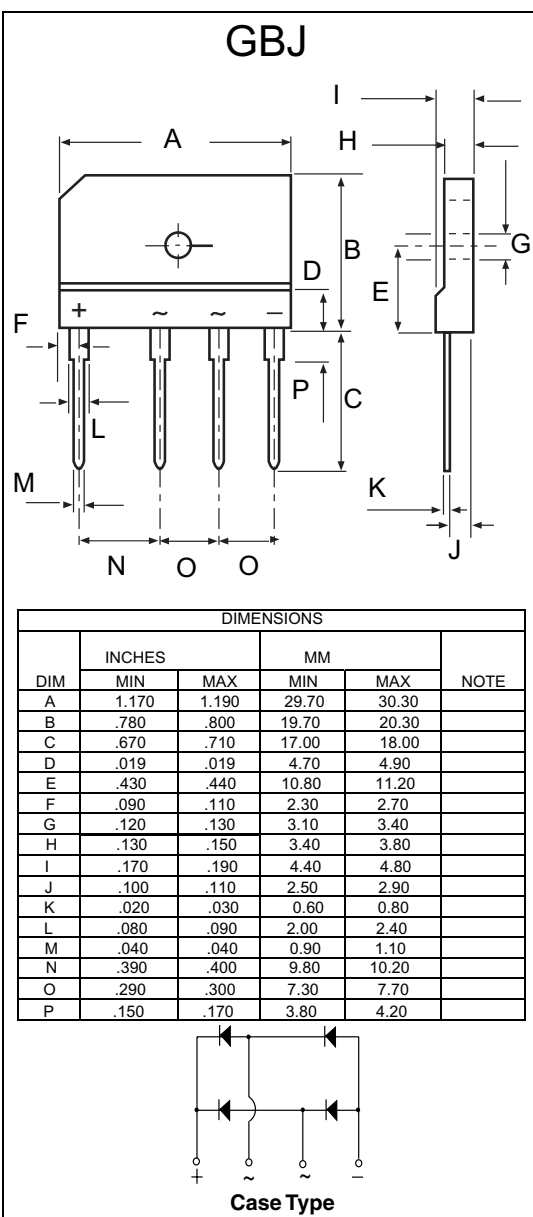 GBJ
I
A
H
B
G
D
E
+ ~ ~ −
F
P
C
L
M
K
J
N O O
DIMENSIONS
INCHES MM
DIM MIN MAX MIN MAX NOTE
A 1.170 1.190 29.70 30.30
B .780 .800 19.70 20.30
C .670 .710 17.00 18.00
D .019 .019 4.70 4.90
E .430 .440 10.80 11.20
F .090 .110 2.30 2.70
G .120 .130 3.10 3.40
H .130 .150 3.40 3.80
I .170 .190 4.40 4.80
J .100 .110 2.50 2.90
K .020 .030 0.60 0.80
L .080 .090 2.00 2.40
M .040 .040 0.90 1.10
N .390 .400 9.80 10.20
O .290 .300 7.30 7.70
P .150 .170 3.80 4.20
+ ~ ~ −
Case Type